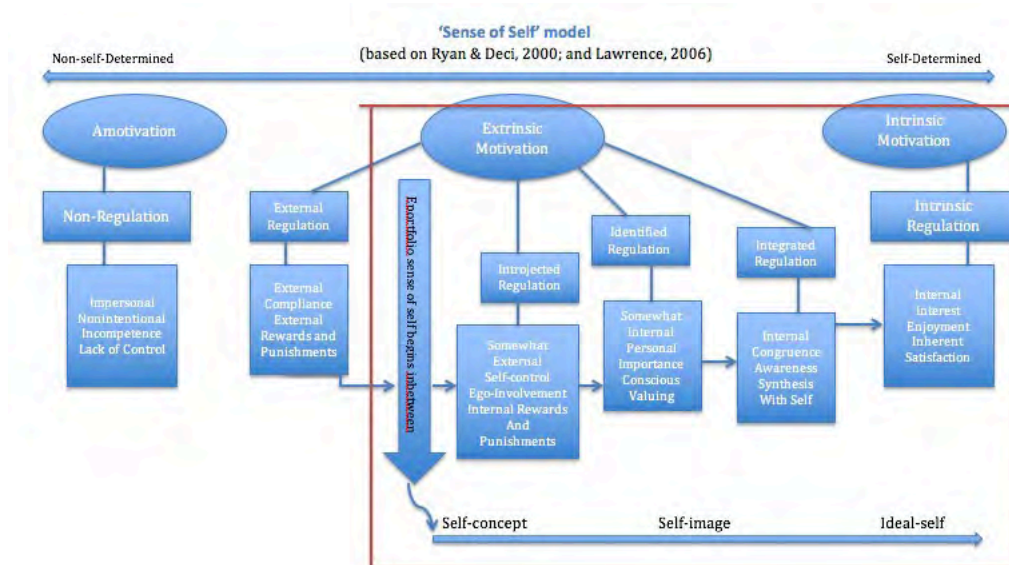 'Sense of Self' model
(based on Ryan & Deci, 2000; and Lawrence, 2006)
Non-self-Determined
Self-Determined
Amotivation
Extrinsic
Motivation
Intrinsic
Motivation
Non-Regulation
External
Regulation
Introjected
Regulation
Identified
Regulation
Integrated
Regulation
Intrinsic
Regulation
Impersonal
Nonintentional
Incompetence
Lack of Control
External
Compliance
External
Rewards and
Punishments
Eportfolio sense of self begins inbetween
Somewhat
External
Self-control
Ego-Involvement
Internal Rewards
And
Punishments
Somewhat
Internal
Personal
Importance
Conscious
Valuing
Internal
Congruence
Awareness
Synthesis
With Self
Internal
Interest
Enjoyment
Inherent
Satisfaction
Self-concept
Self-image
Ideal-self